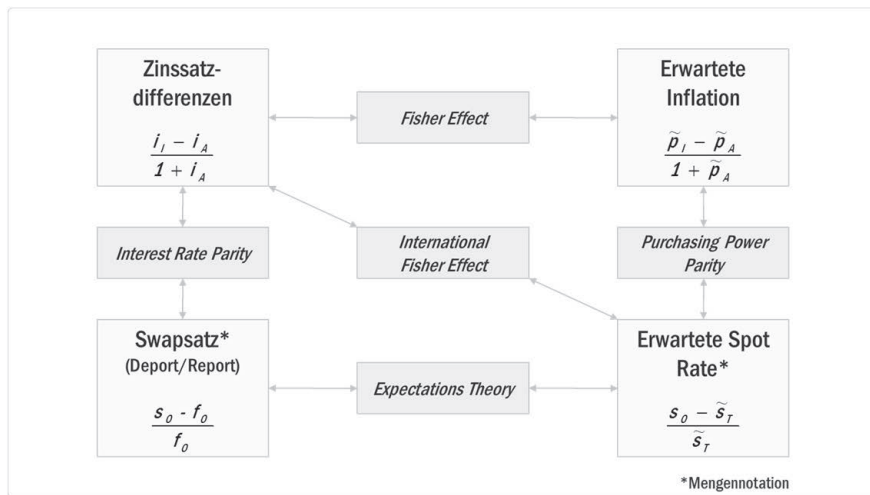 Zinssatz-
differenzen
i_I − i_A
1 + i_A
Fisher Effect
Erwartete
Inflation
p̃_I − p̃_A
1 + p̃_A
Interest Rate Parity
International
Fisher Effect
Purchasing Power
Parity
Swapsatz*
(Deport/Report)
s_0 - f_0
f_0
Expectations Theory
Erwartete Spot
Rate*
s_0 − s̃_T
s̃_T
*Mengennotation